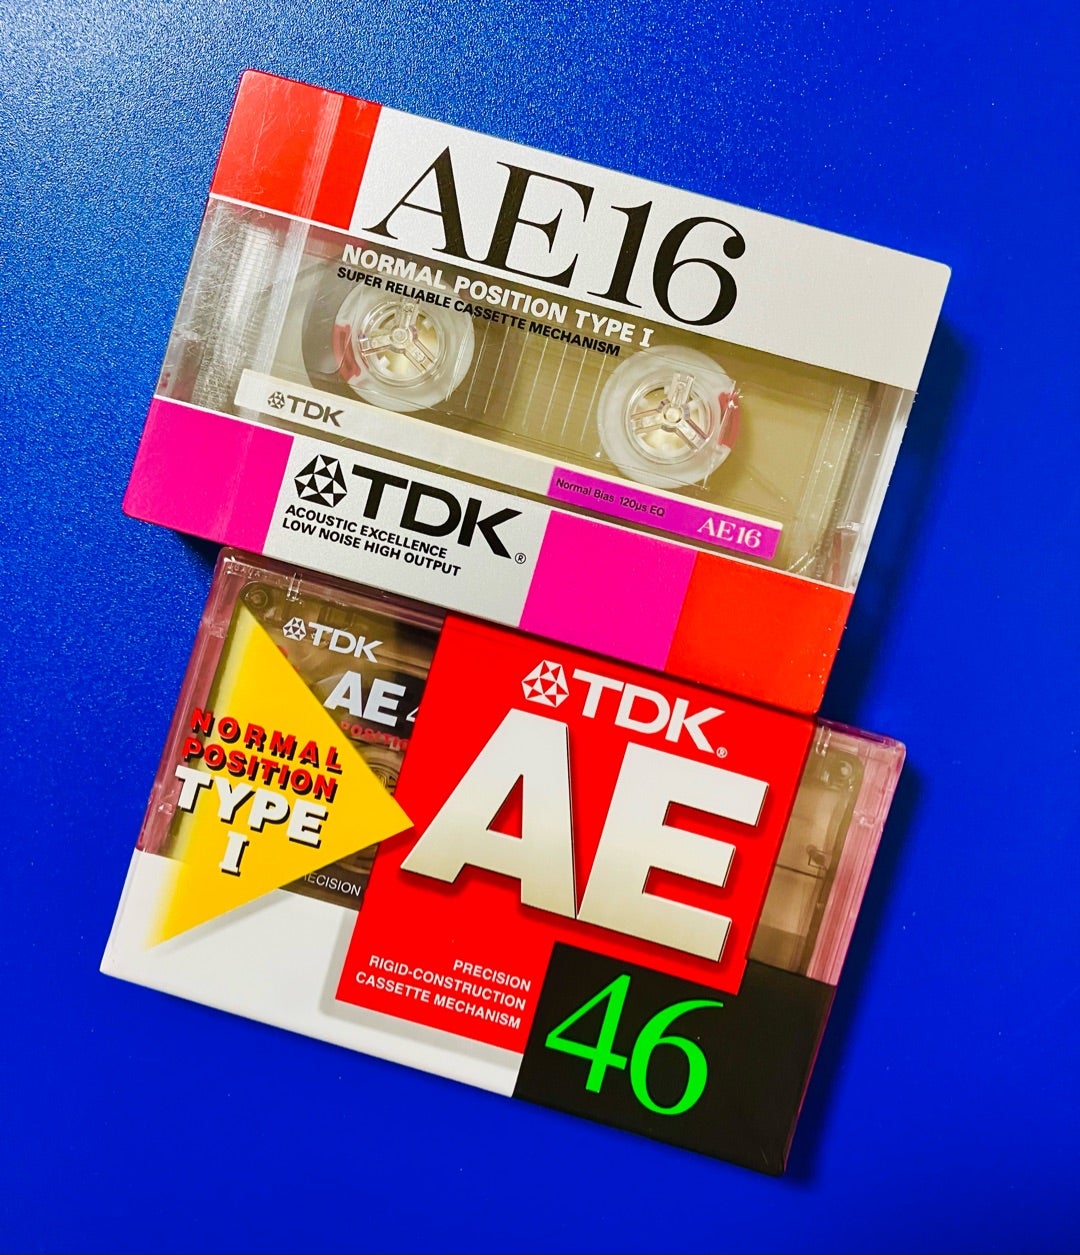 AE16
NORMAL POSITION TYPE I
SUPER RELIABLE CASSETTE MECHANISM
TDK
Normal Bias 120μs EQ
AE16
TDK®
ACOUSTIC EXCELLENCE
LOW NOISE HIGH OUTPUT
TDK
AE 4
NORMAL
POSITION
TYPE
I
TDK®
AE
PRECISION
RIGID-CONSTRUCTION
CASSETTE MECHANISM
46